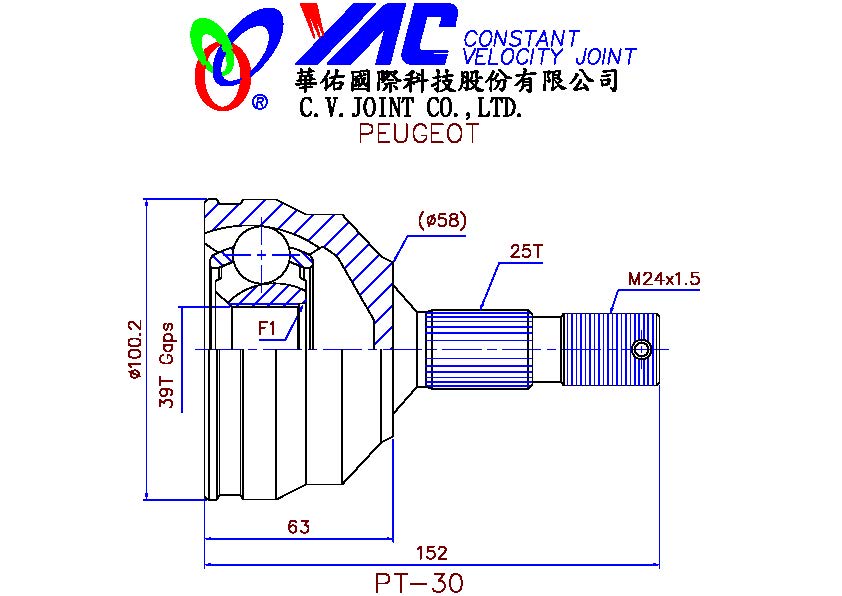 YAC CONSTANT
VELOCITY JOINT
®
華佑國際科技股份有限公司
C.V.JOINT CO.,LTD.
PEUGEOT
(ø58)
25T
M24x1.5
F1
ø100.2
39T Gaps
63
152
PT-30